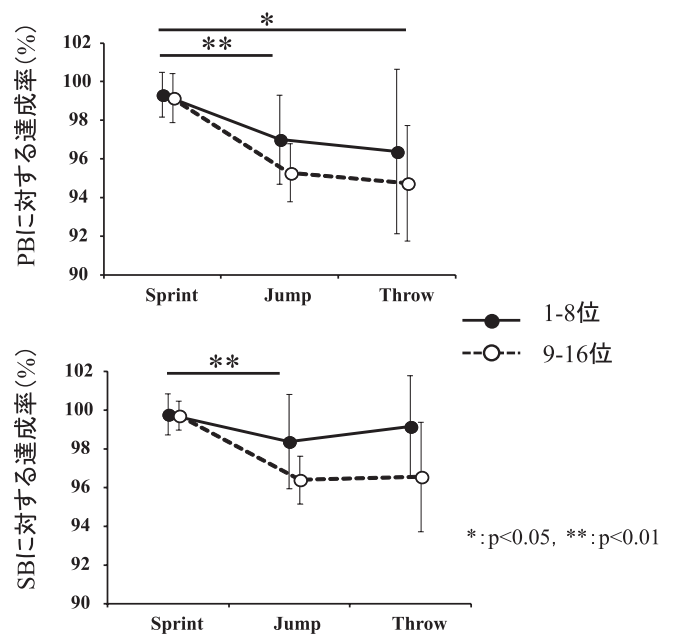 PBに対する達成率(%)
*
**
102
100
98
96
94
92
90
Sprint Jump Throw
1-8位
9-16位
SBに対する達成率(%)
**
102
100
98
96
94
92
90
Sprint Jump Throw
*:p<0.05, **:p<0.01